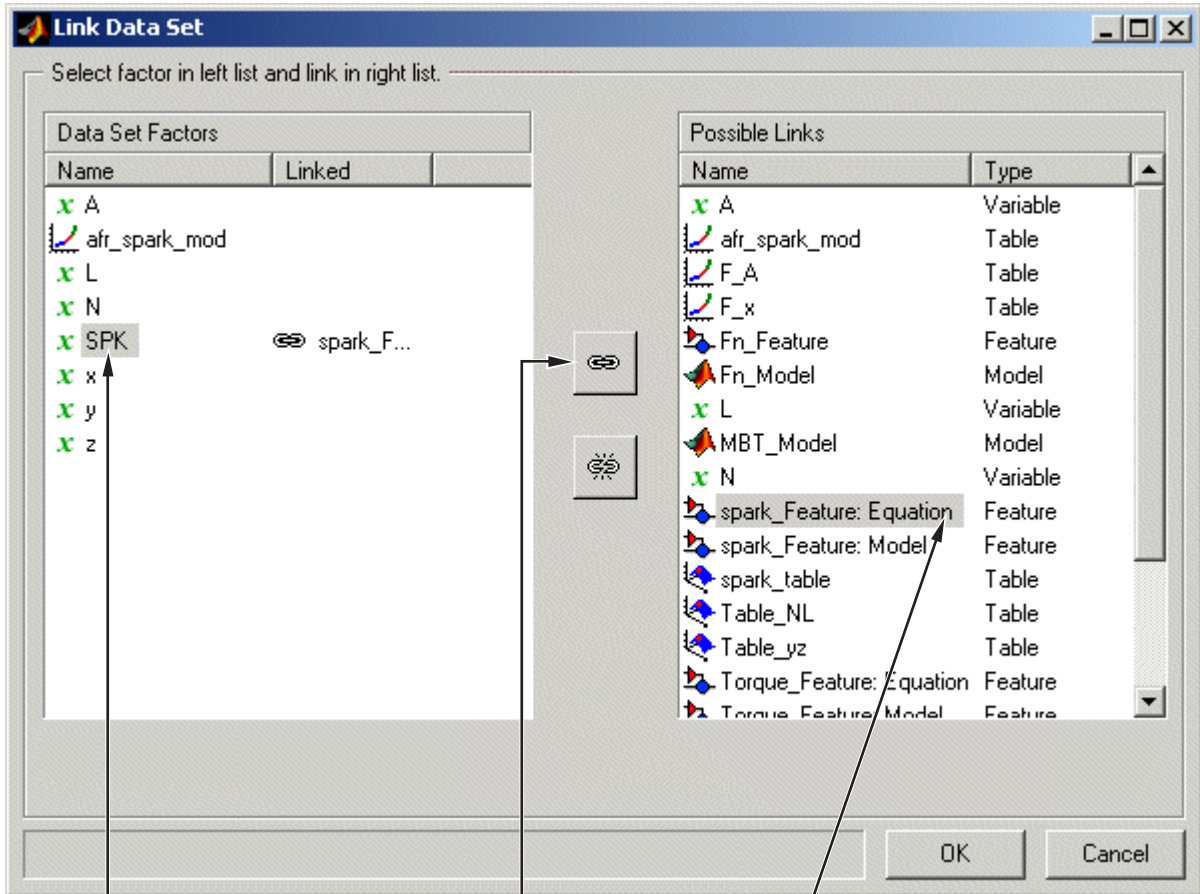 Link Data Set
Select factor in left list and link in right list.
Data Set Factors
Name Linked
x A
afr_spark_mod
x L
x N
x SPK spark_F...
x x
x y
x z
Possible Links
Name Type
x A Variable
afr_spark_mod Table
F_A Table
F_x Table
Fn_Feature Feature
Fn_Model Model
x L Variable
MBT_Model Model
x N Variable
spark_Feature: Equation Feature
spark_Feature: Model Feature
spark_table Table
Table_NL Table
Table_yz Table
Torque_Feature: Equation Feature
Torque_Feature: Model Feature
OK Cancel